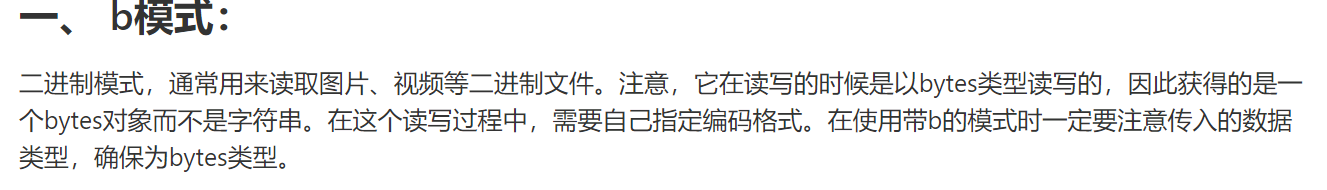 一、 b模式：
二进制模式，通常用来读取图片、视频等二进制文件。注意，它在读写的时候是以bytes类型读写的，因此获得的是一
个bytes对象而不是字符串。在这个读写过程中，需要自己指定编码格式。在使用带b的模式时一定要注意传入的数据
类型，确保为bytes类型。